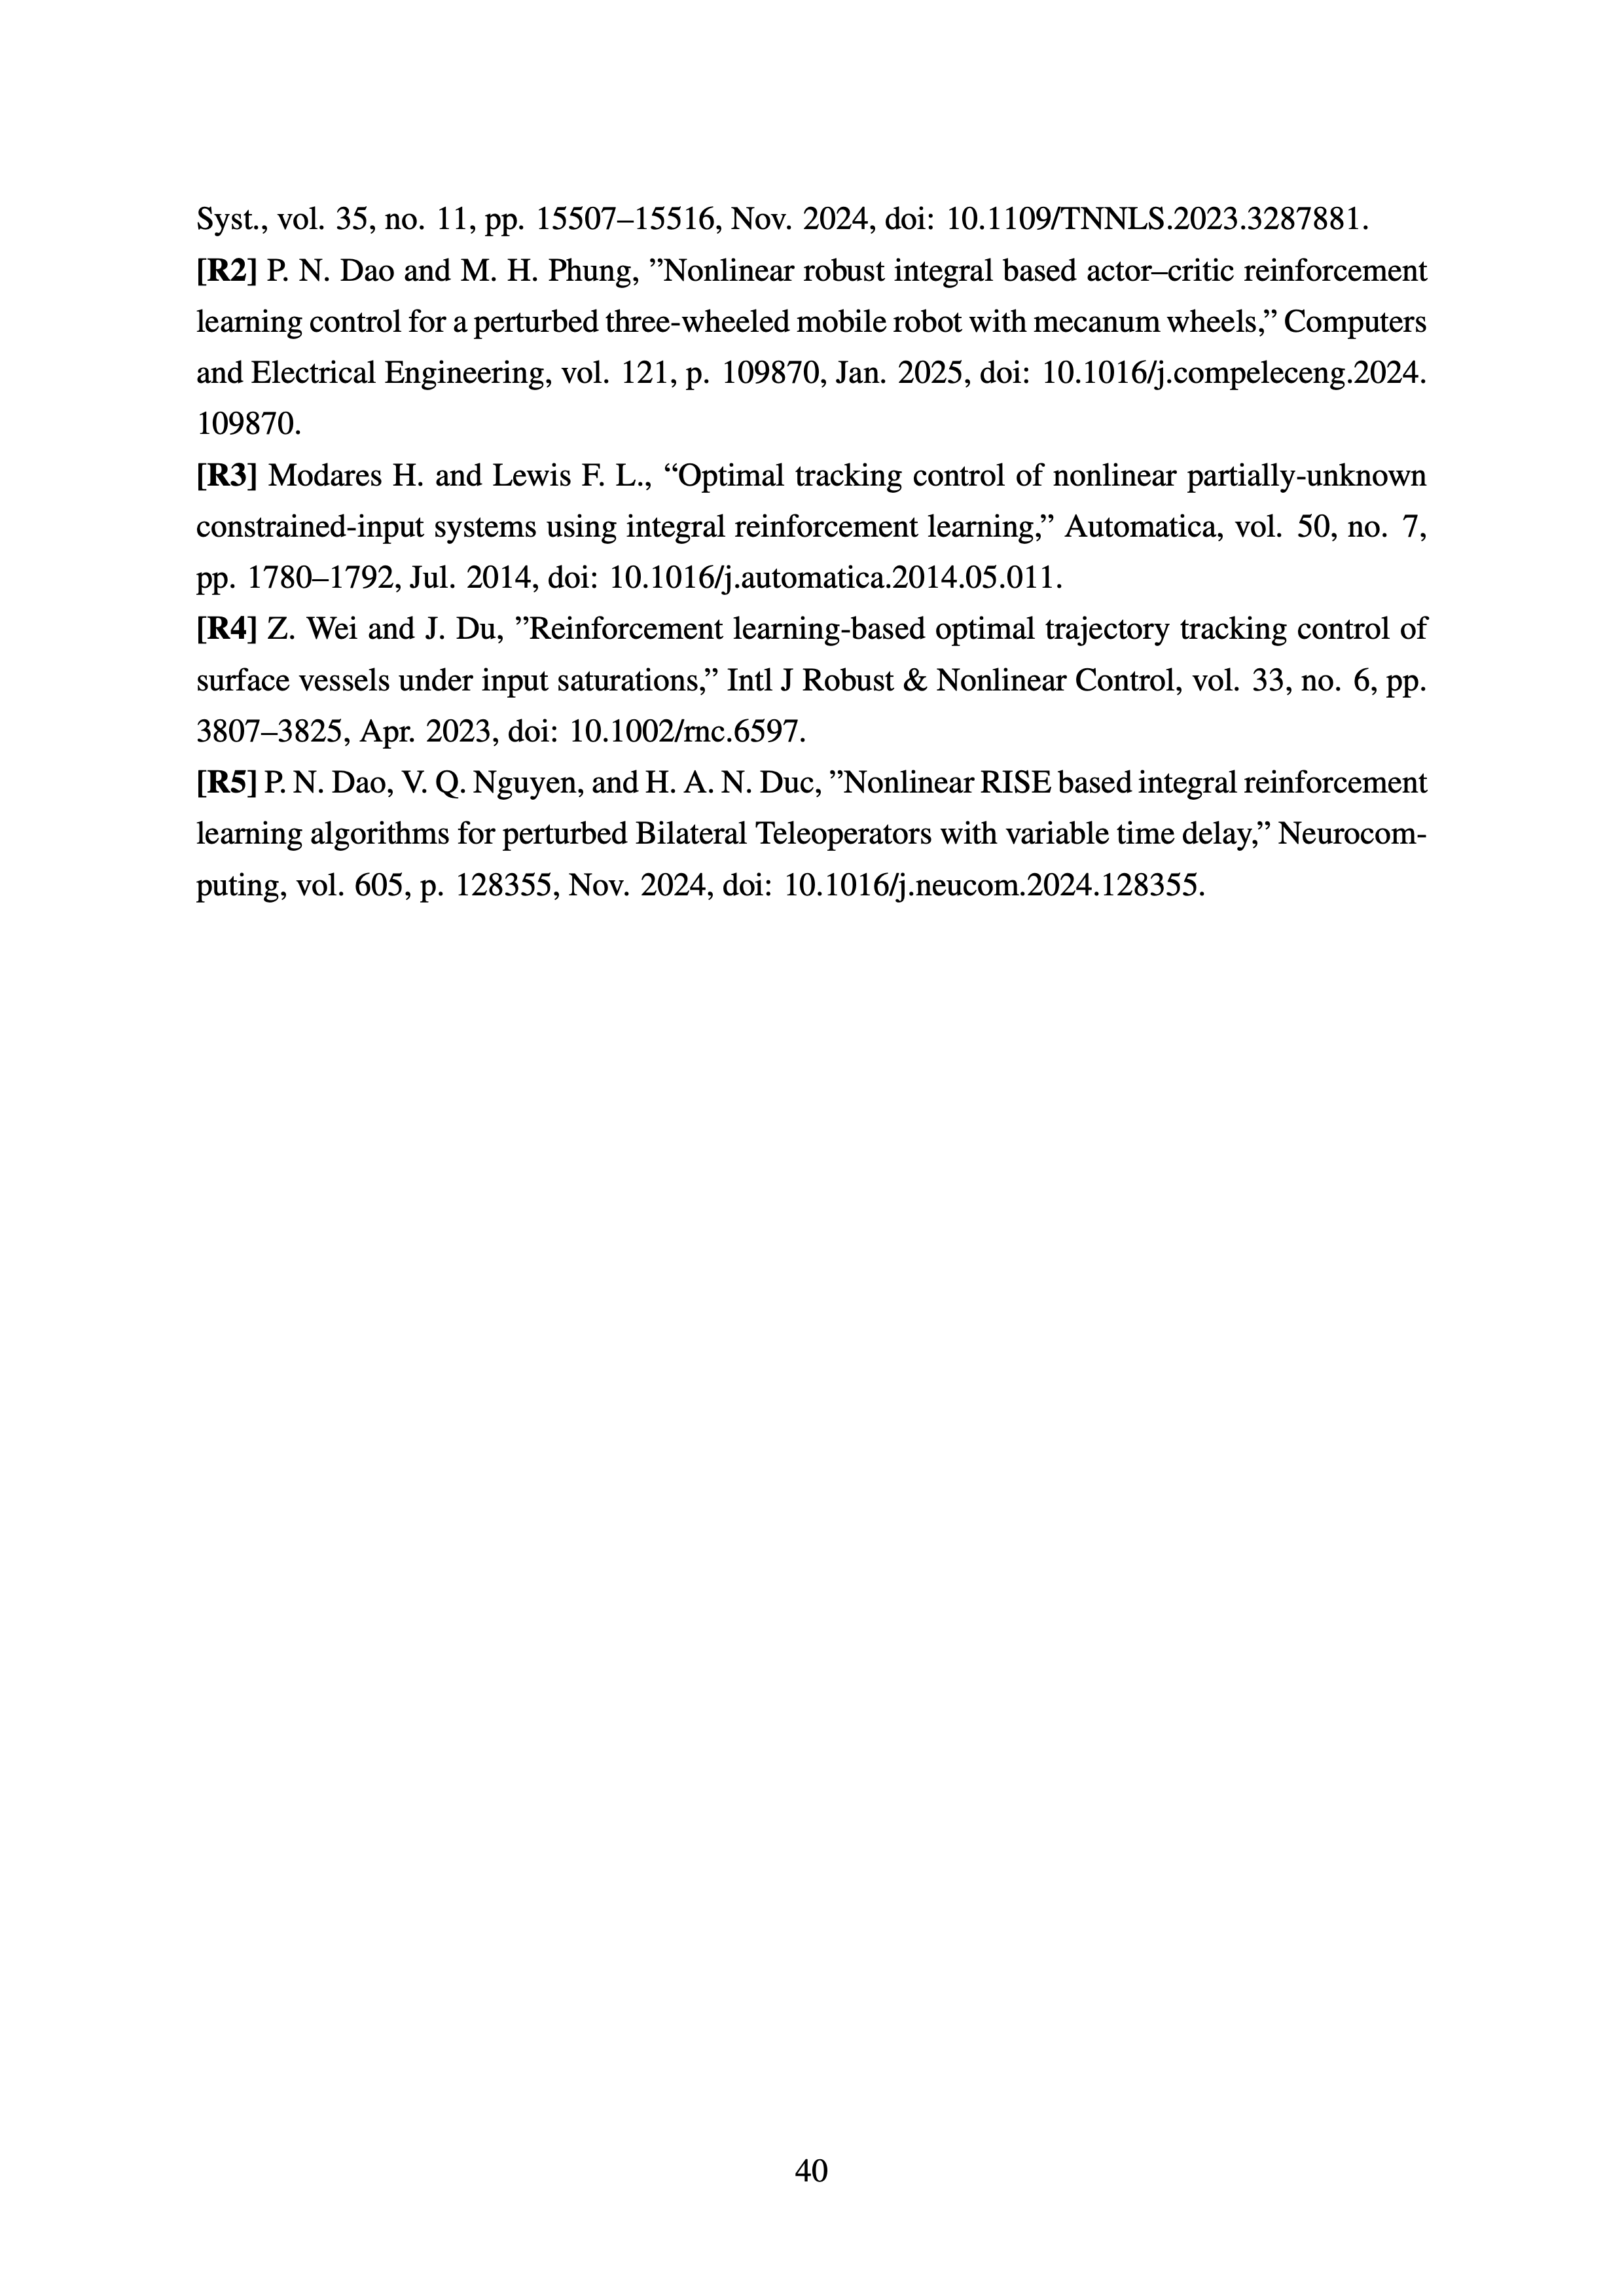 Syst., vol. 35, no. 11, pp. 15507–15516, Nov. 2024, doi: 10.1109/TNNLS.2023.3287881.
[R2] P. N. Dao and M. H. Phung, ”Nonlinear robust integral based actor–critic reinforcement
learning control for a perturbed three-wheeled mobile robot with mecanum wheels,” Computers
and Electrical Engineering, vol. 121, p. 109870, Jan. 2025, doi: 10.1016/j.compeleceng.2024.
109870.
[R3] Modares H. and Lewis F. L., “Optimal tracking control of nonlinear partially-unknown
constrained-input systems using integral reinforcement learning,” Automatica, vol. 50, no. 7,
pp. 1780–1792, Jul. 2014, doi: 10.1016/j.automatica.2014.05.011.
[R4] Z. Wei and J. Du, ”Reinforcement learning-based optimal trajectory tracking control of
surface vessels under input saturations,” Intl J Robust & Nonlinear Control, vol. 33, no. 6, pp.
3807–3825, Apr. 2023, doi: 10.1002/rnc.6597.
[R5] P. N. Dao, V. Q. Nguyen, and H. A. N. Duc, ”Nonlinear RISE based integral reinforcement
learning algorithms for perturbed Bilateral Teleoperators with variable time delay,” Neurocom-
puting, vol. 605, p. 128355, Nov. 2024, doi: 10.1016/j.neucom.2024.128355.
40